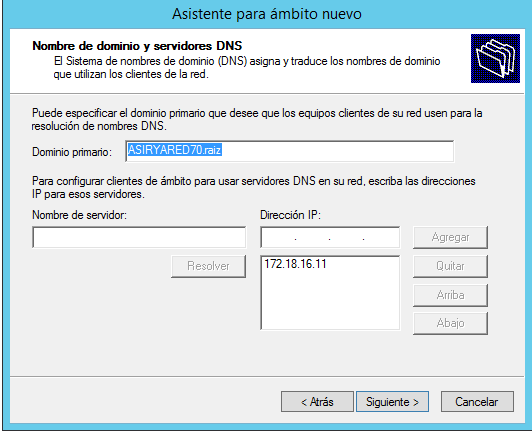 Asistente para ámbito nuevo
Nombre de dominio y servidores DNS
El Sistema de nombres de dominio (DNS) asigna y traduce los nombres de dominio
que utilizan los clientes de la red.
Puede especificar el dominio primario que desee que los equipos clientes de su red usen para la
resolución de nombres DNS.
Dominio primario: ASIRYARED70.raiz
Para configurar clientes de ámbito para usar servidores DNS en su red, escriba las direcciones
IP para esos servidores.
Nombre de servidor: Dirección IP:
. . . Agregar
Resolver 172.18.16.11 Quitar
Arriba
Abajo
< Atrás Siguiente > Cancelar